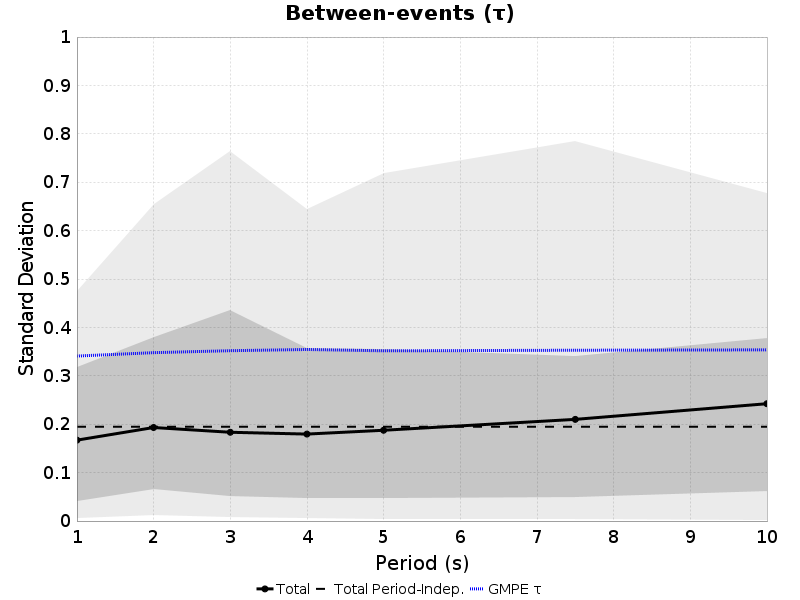 Between-events (τ)
Standard Deviation
1
0.9
0.8
0.7
0.6
0.5
0.4
0.3
0.2
0.1
0
1 2 3 4 5 6 7 8 9 10
Period (s)
Total Total Period-Indep. GMPE τ